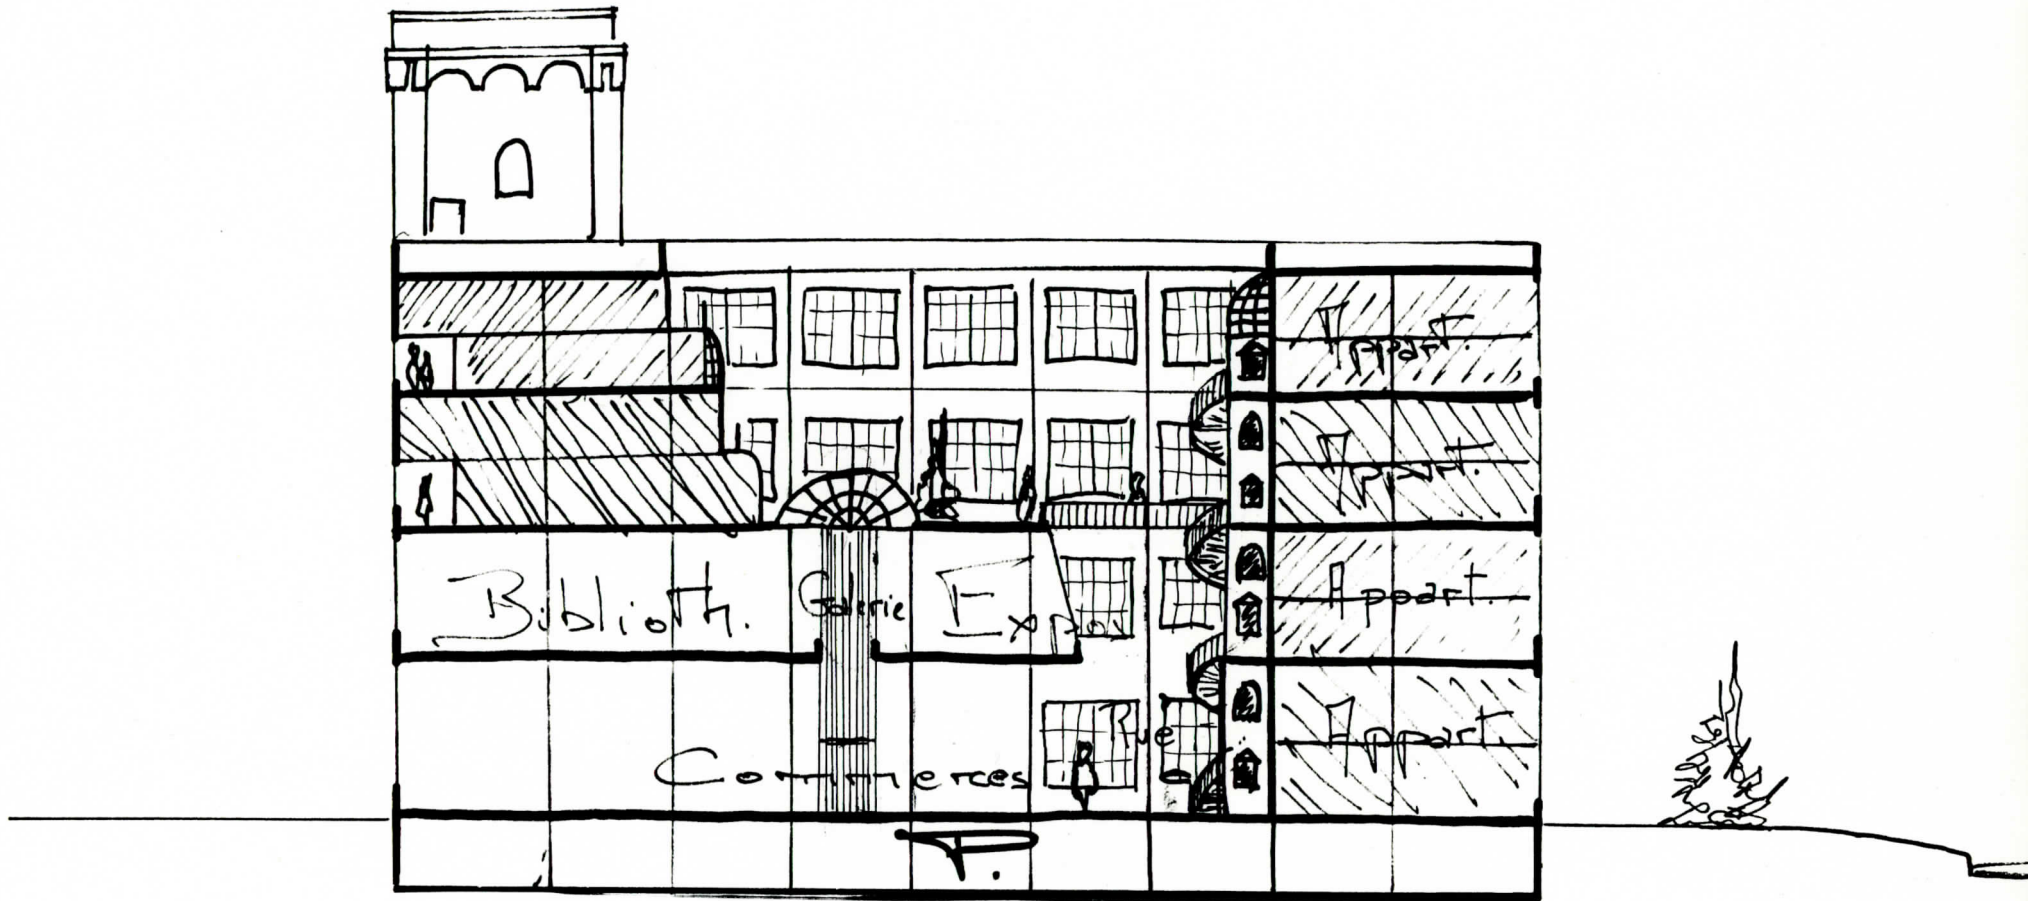 Appart.
Appart.
Biblioth.
Galerie
Expo
Appart.
Rue
Appart.
Commerces
P.